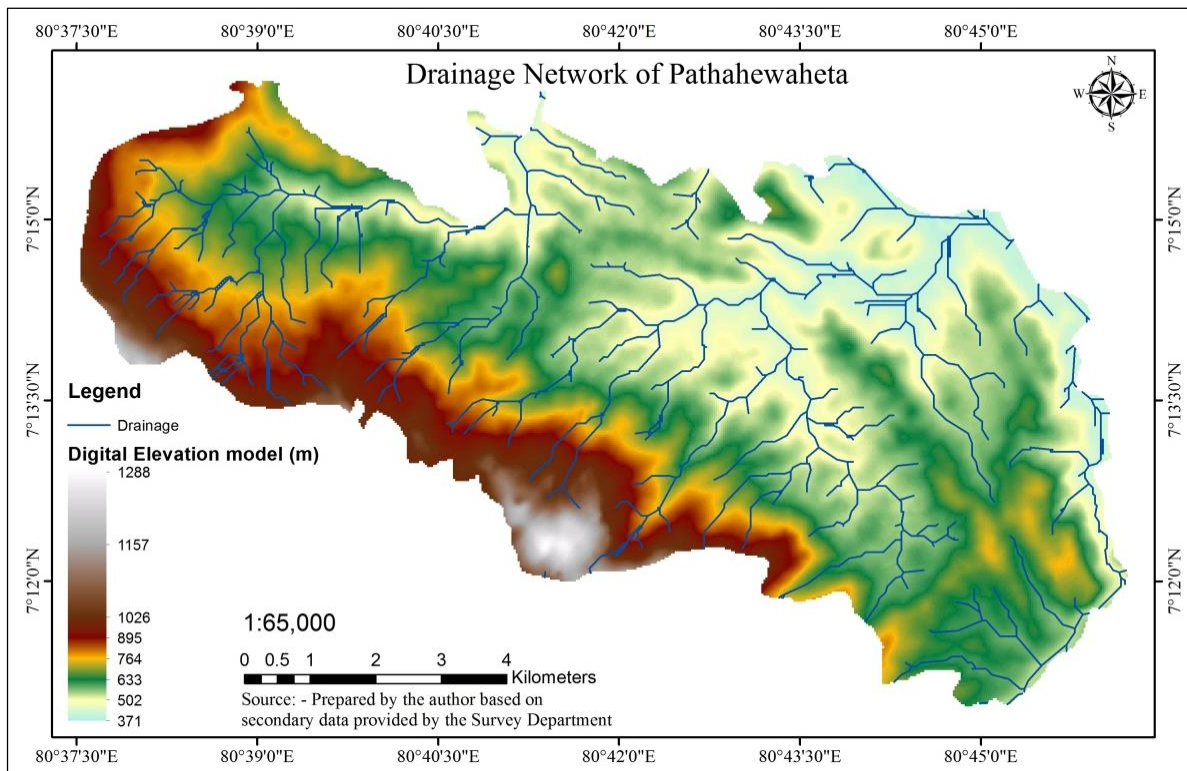 80°37'30"E 80°39'0"E 80°40'30"E 80°42'0"E 80°43'30"E 80°45'0"E
Drainage Network of Pathahewaheta
N
W E
S
7°15'0"N 7°15'0"N
7°13'30"N 7°13'30"N
7°12'0"N 7°12'0"N
Legend
Drainage
Digital Elevation model (m)
1288
1157
1026
895
764
633
502
371
1:65,000
0 0.5 1 2 3 4
Kilometers
Source: - Prepared by the author based on
secondary data provided by the Survey Department
80°37'30"E 80°39'0"E 80°40'30"E 80°42'0"E 80°43'30"E 80°45'0"E